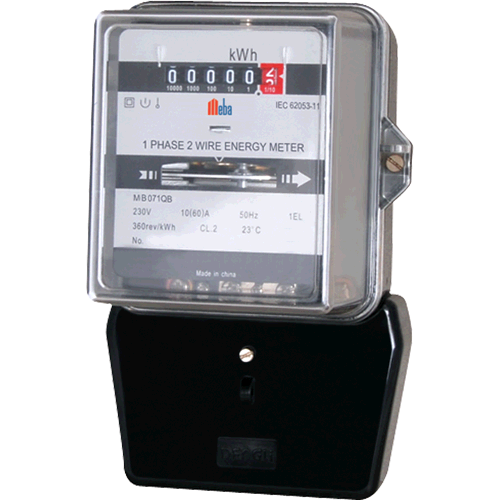 kWh
0 0 0 0 0
10000 1000 100 10 1 1/10
Meba
IEC 62053-11
1 PHASE 2 WIRE ENERGY METER
MB071QB
230V 10(60)A 50Hz 1EL
360rev/kWh CL.2 23°C
No.
Made in china